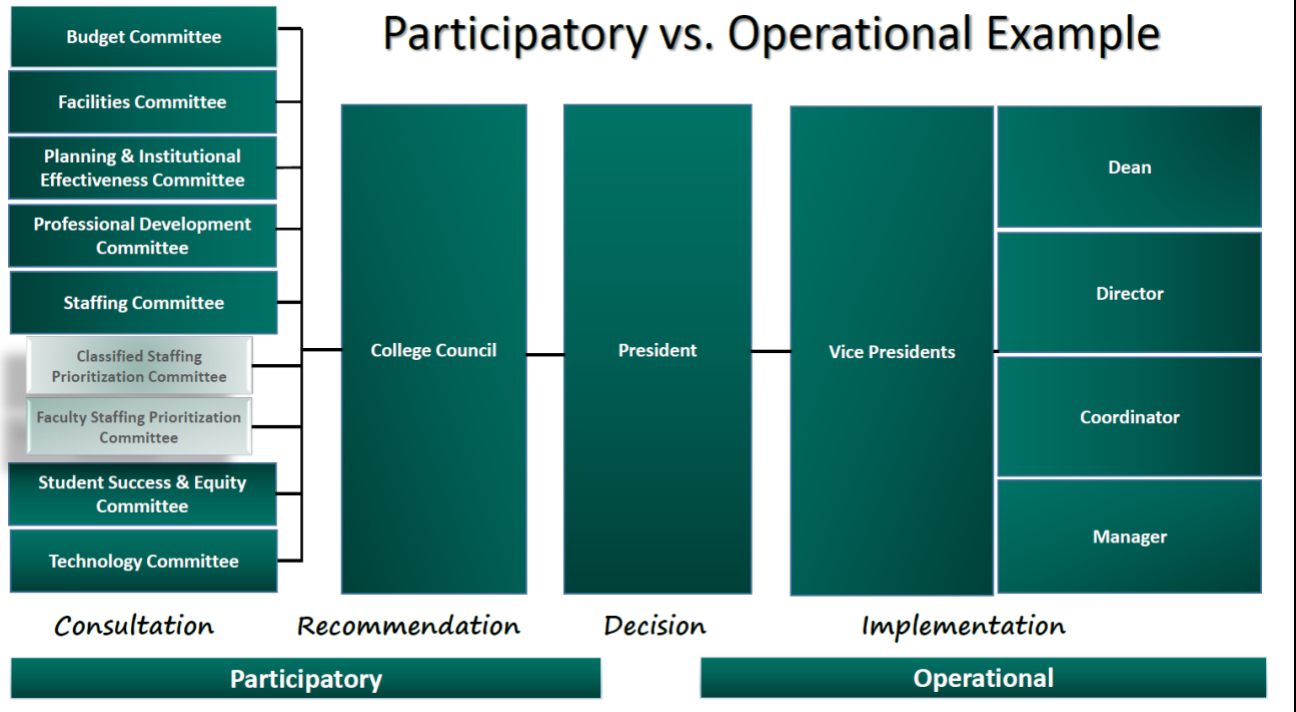 Participatory vs. Operational Example
Budget Committee
Facilities Committee
Planning & Institutional
Effectiveness Committee
Professional Development
Committee
Staffing Committee
Classified Staffing
Prioritization Committee
Faculty Staffing Prioritization
Committee
Student Success & Equity
Committee
Technology Committee
College Council
President
Vice Presidents
Dean
Director
Coordinator
Manager
Consultation
Recommendation
Decision
Implementation
Participatory
Operational